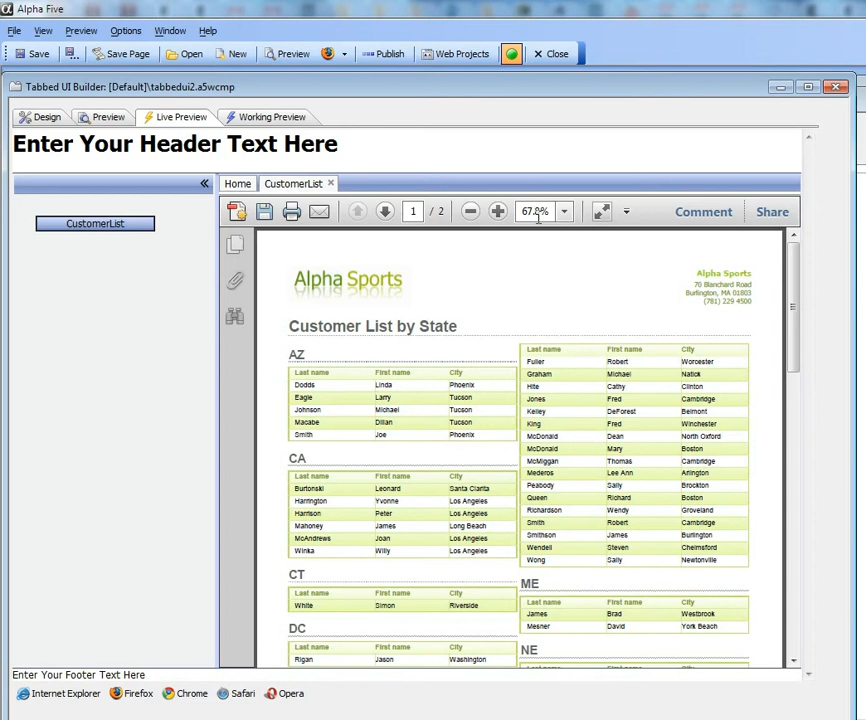 Alpha Five
File View Preview Options Window Help
Save Save Page Open New Preview Publish Web Projects Close
Tabbed UI Builder: [Default]\tabbedui2.a5wcmp
Design Preview Live Preview Working Preview
Enter Your Header Text Here
« Home CustomerList
CustomerList
1 / 2 Comment Share
Alpha Sports
Alpha Sports
70 Blanchard Road
Burlington, MA 01803
(781) 229 4500
Customer List by State
AZ
Last name First name City
Dodds Linda Phoenix
Eagle Larry Tucson
Johnson Michael Tucson
Macabe Dillan Tucson
Smith Joe Phoenix
CA
Last name First name City
Burtonski Leonard Santa Clarita
Harrington Yvonne Los Angeles
Harrison Peter Los Angeles
Mahoney James Long Beach
McAndrews Joan Los Angeles
Winka Willy Los Angeles
CT
Last name First name City
White Simon Riverside
DC
Last name First name City
Rigan Jason Washington
Last name First name City
Fuller Robert Worcester
Graham Michael Natick
Hite Cathy Clinton
Jones Fred Cambridge
Kelley DeForest Belmont
King Fred Winchester
McDonald Dean North Oxford
McDonald Mary Boston
McMiggan Thomas Cambridge
Mederos Lee Ann Arlington
Peabody Sally Brockton
Queen Richard Boston
Richardson Wendy Groveland
Smith Robert Cambridge
Smithson James Burlington
Wendell Steven Chelmsford
Wong Sally Newtonville
ME
Last name First name City
James Brad Westbrook
Mesner David York Beach
NE
Enter Your Footer Text Here
Internet Explorer Firefox Chrome Safari Opera